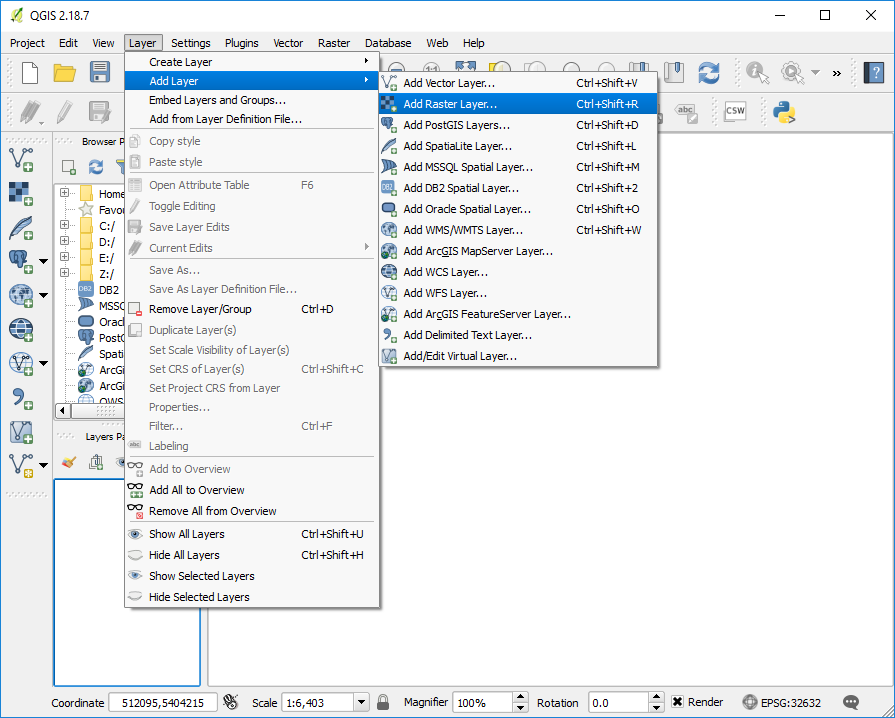 QGIS 2.18.7
Project Edit View Layer Settings Plugins Vector Raster Database Web Help
Create Layer
Add Layer
Embed Layers and Groups...
Add from Layer Definition File...
Copy style
Paste style
Open Attribute Table F6
Toggle Editing
Save Layer Edits
Current Edits
Save As...
Save As Layer Definition File...
Remove Layer/Group Ctrl+D
Duplicate Layer(s)
Set Scale Visibility of Layer(s)
Set CRS of Layer(s) Ctrl+Shift+C
Set Project CRS from Layer
Properties...
Filter... Ctrl+F
abc Labeling
Add to Overview
Add All to Overview
Remove All from Overview
Show All Layers Ctrl+Shift+U
Hide All Layers Ctrl+Shift+H
Show Selected Layers
Hide Selected Layers
Add Vector Layer... Ctrl+Shift+V
Add Raster Layer... Ctrl+Shift+R
Add PostGIS Layers... Ctrl+Shift+D
Add SpatiaLite Layer... Ctrl+Shift+L
Add MSSQL Spatial Layer... Ctrl+Shift+M
DB2 Add DB2 Spatial Layer... Ctrl+Shift+2
Add Oracle Spatial Layer... Ctrl+Shift+O
Add WMS/WMTS Layer... Ctrl+Shift+W
Add ArcGIS MapServer Layer...
Add WCS Layer...
Add WFS Layer...
Add ArcGIS FeatureServer Layer...
Add Delimited Text Layer...
Add/Edit Virtual Layer...
abc CSW
Browser P
Home
Favo
C:/
D:/
E:/
Z:/
DB2 DB2
MSSQ
Oracl
PostG
Spati
ArcGi
ArcGi
OWS
Layers Pa
Coordinate 512095,5404215 Scale 1:6,403 Magnifier 100% Rotation 0.0 Render EPSG:32632